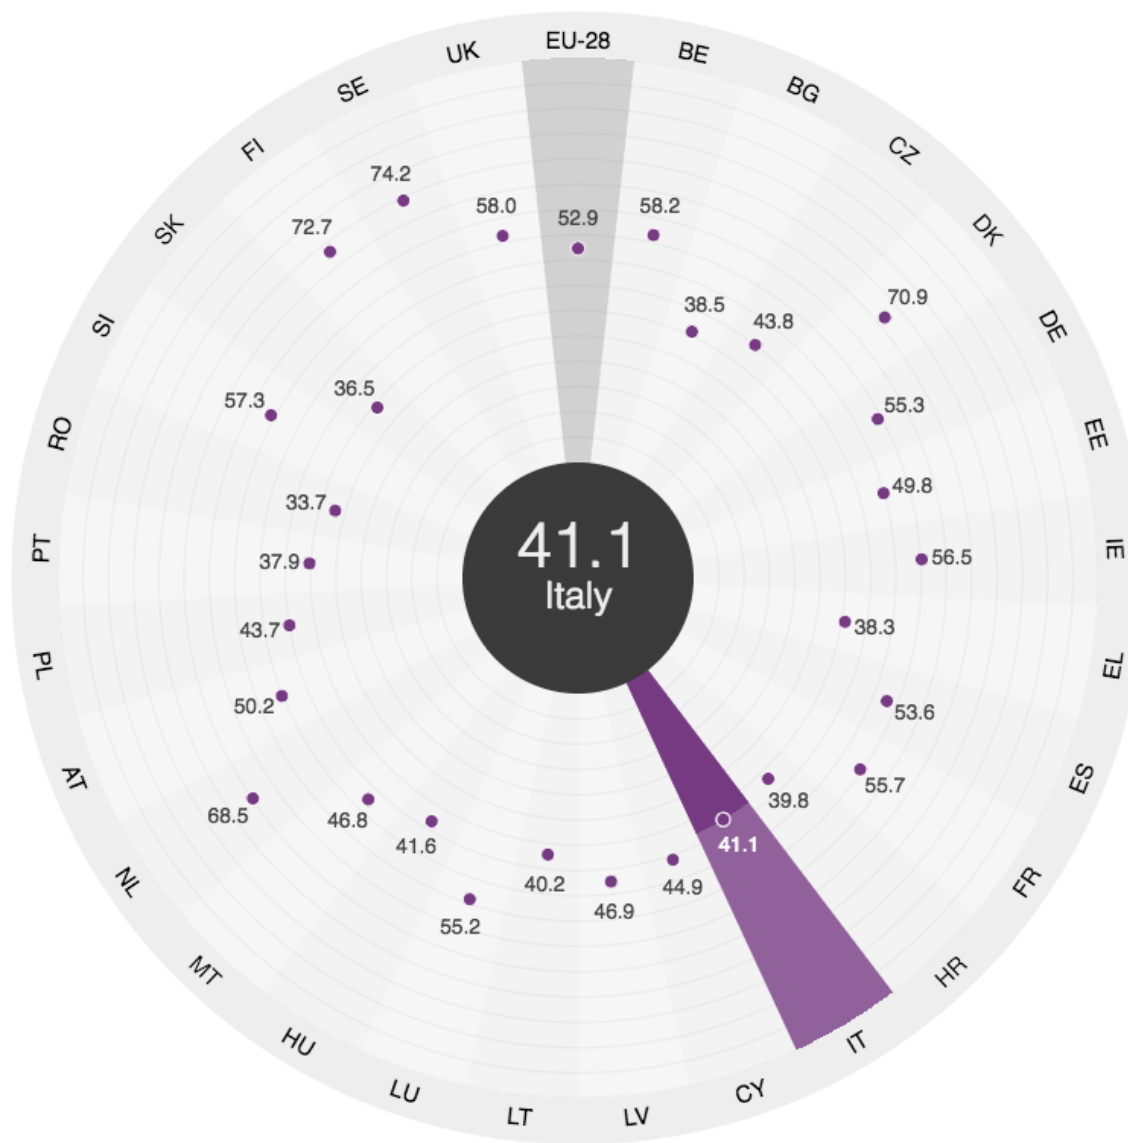 EU-28
52.9
BE
58.2
BG
38.5
CZ
43.8
DK
70.9
DE
55.3
EE
49.8
IE
56.5
EL
38.3
ES
53.6
FR
55.7
HR
39.8
IT
41.1
CY
44.9
LV
46.9
LT
40.2
LU
55.2
HU
41.6
MT
46.8
NL
68.5
AT
50.2
PL
43.7
PT
37.9
RO
33.7
SI
57.3
SK
36.5
FI
72.7
SE
74.2
UK
58.0
41.1
Italy